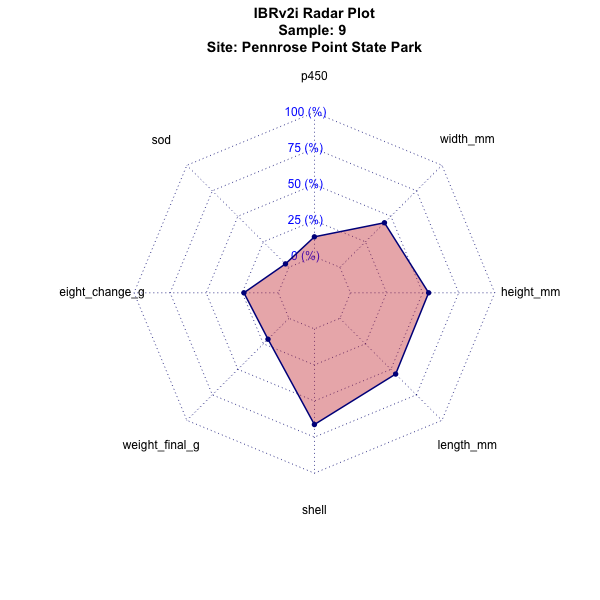 IBRv2i Radar Plot
Sample: 9
Site: Pennrose Point State Park
p450
100 (%)
sod
width_mm
75 (%)
50 (%)
25 (%)
0 (%)
eight_change_g
height_mm
weight_final_g
length_mm
shell